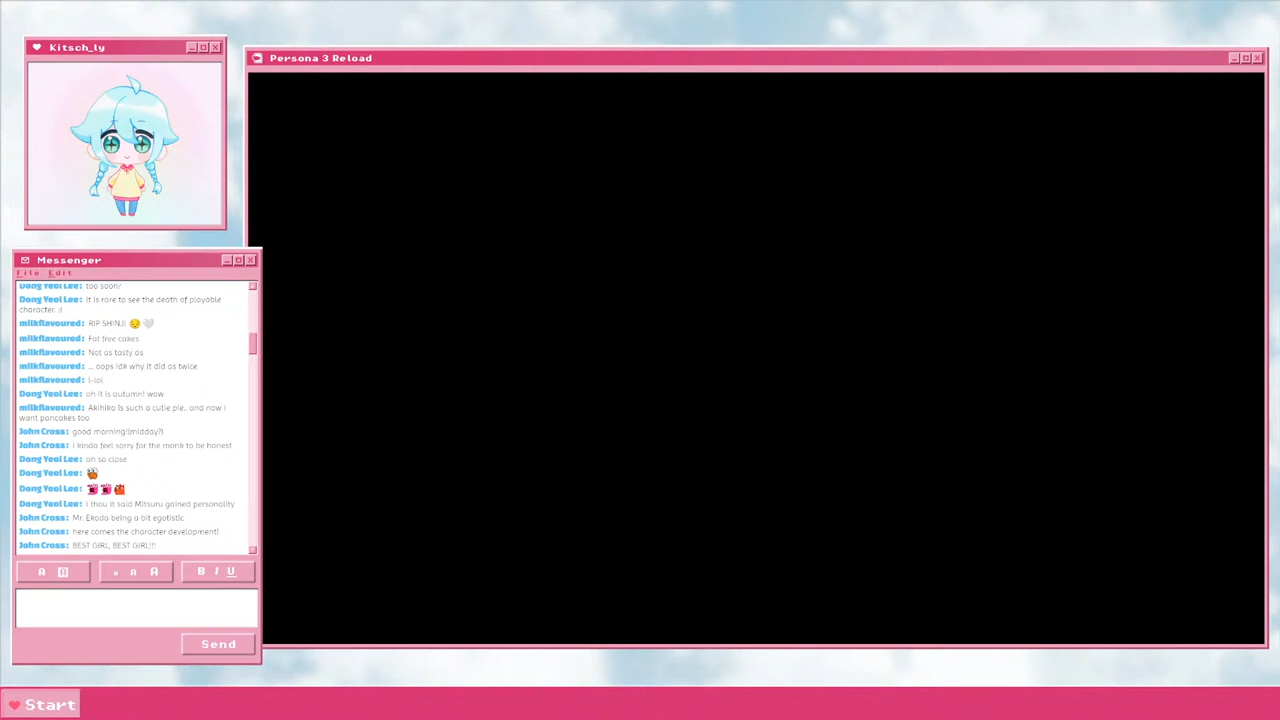 Kitsch_ly
Persona 3 Reload
Messenger
File Edit
Dong Yeol Lee: too soon?
Dong Yeol Lee: it is rare to see the death of playable
character. :(
milkflavoured: RIP SHINJI 😔 🤍
milkflavoured: Fat free cakes
milkflavoured: Not as tasty as
milkflavoured: ... oops idk why it did as twice
milkflavoured: l-lol
Dong Yeol Lee: oh it is autumn! wow
milkflavoured: Akihiko is such a cutie pie.. and now I
want pancakes too
John Cross: good morning!(midday?)
John Cross: I kinda feel sorry for the monk to be honest
Dong Yeol Lee: ah so close
Dong Yeol Lee:
Dong Yeol Lee:
Dong Yeol Lee: i thou it said Mitsuru gained personality
John Cross: Mr. Ekoda being a bit egotistic
John Cross: here comes the character development!
John Cross: BEST GIRL, BEST GIRL!!!
A A a A A B I U
Send
Start